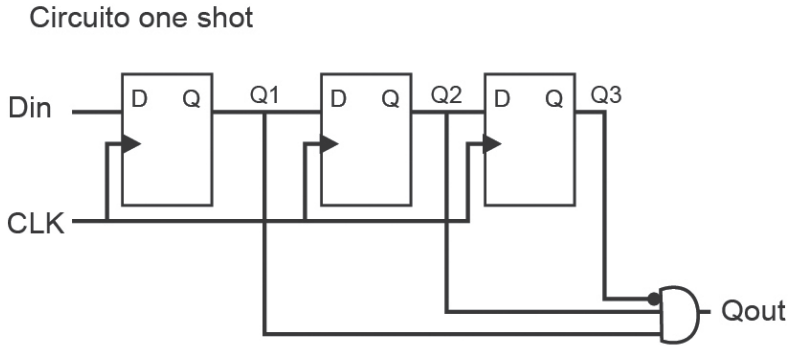 Circuito one shot
Din
D Q
Q1
D Q
Q2
D Q
Q3
CLK
Qout